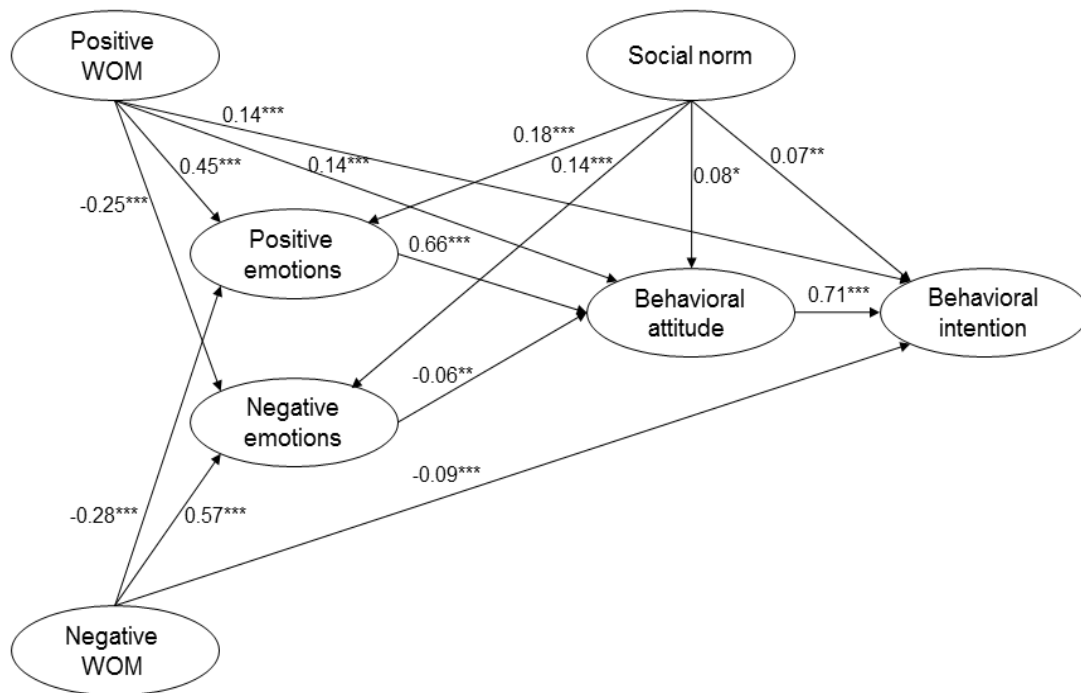 Positive
WOM
Social norm
0.14***
0.18***
0.14***
0.45***
0.14***
0.07**
0.08*
-0.25***
Positive
emotions
0.66***
Behavioral
attitude
0.71***
Behavioral
intention
-0.06**
Negative
emotions
-0.09***
-0.28***
0.57***
Negative
WOM